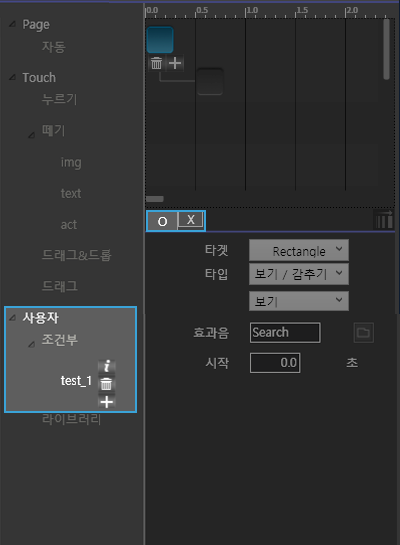 Page
자동
Touch
누르기
떼기
img
text
act
드래그&드롭
드래그
사용자
조건부
i
test_1
라이브러리
0.0 0.5 1.0 1.5 2.0
O X
타겟 Rectangle
타입 보기 / 감추기
보기
효과음 Search
시작 0.0 초